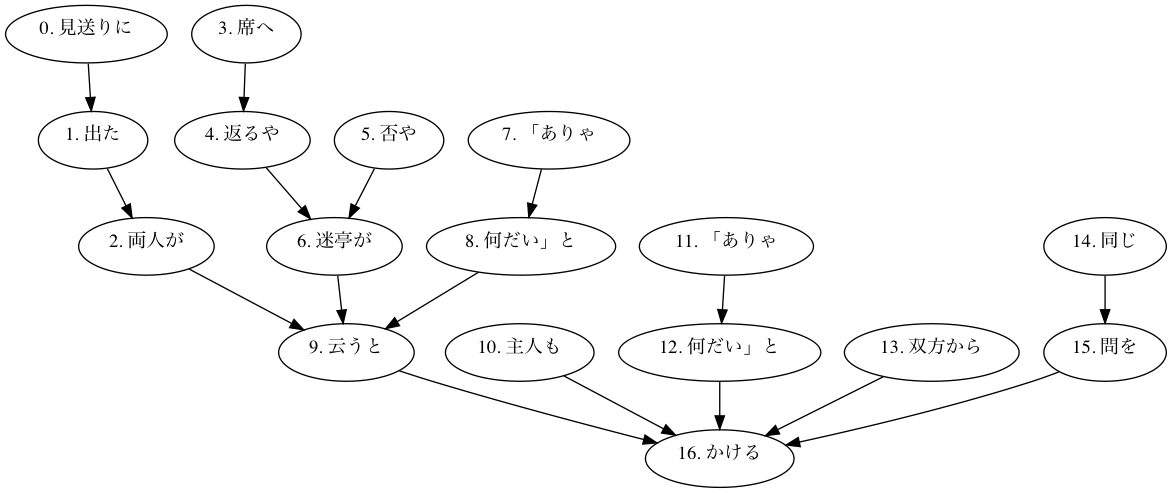 0. 見送りに
3. 席へ
1. 出た
4. 返るや
5. 否や
7. 「ありゃ
2. 両人が
6. 迷亭が
8. 何だい」と
11. 「ありゃ
14. 同じ
9. 云うと
10. 主人も
12. 何だい」と
13. 双方から
15. 問を
16. かける